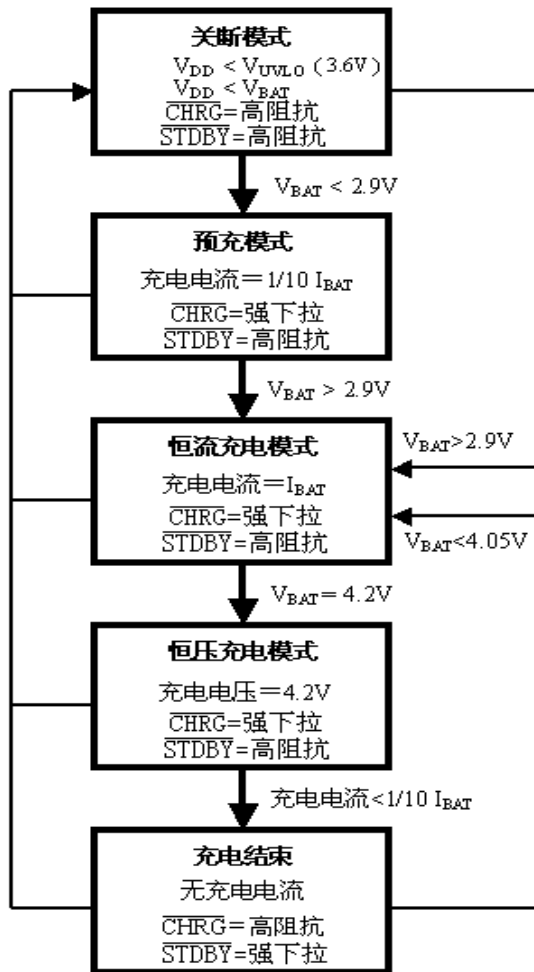 关断模式
VDD < VUVLO (3.6V)
VDD < VBAT
CHRG=高阻抗
STDBY=高阻抗
VBAT < 2.9V
预充模式
充电电流＝1/10 IBAT
CHRG=强下拉
STDBY=高阻抗
VBAT > 2.9V
恒流充电模式
充电电流＝IBAT
CHRG=强下拉
STDBY=高阻抗
VBAT>2.9V
VBAT<4.05V
VBAT= 4.2V
恒压充电模式
充电电压＝4.2V
CHRG=强下拉
STDBY=高阻抗
充电电流<1/10 IBAT
充电结束
无充电电流
CHRG=高阻抗
STDBY=强下拉